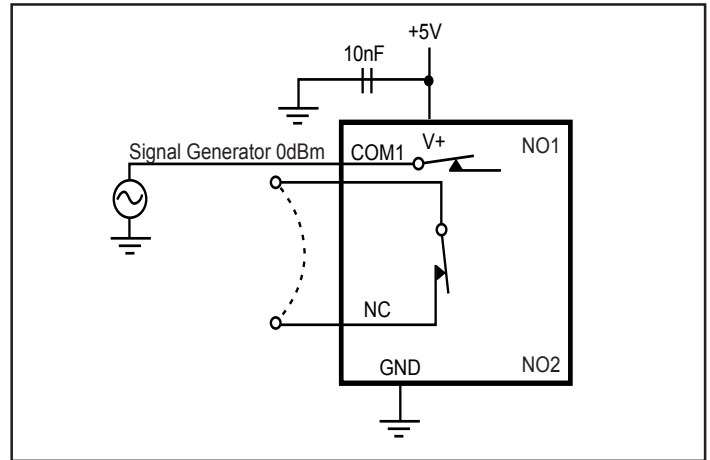 +5V
10nF
V+
NO1
Signal Generator 0dBm
COM1
NC
GND
NO2